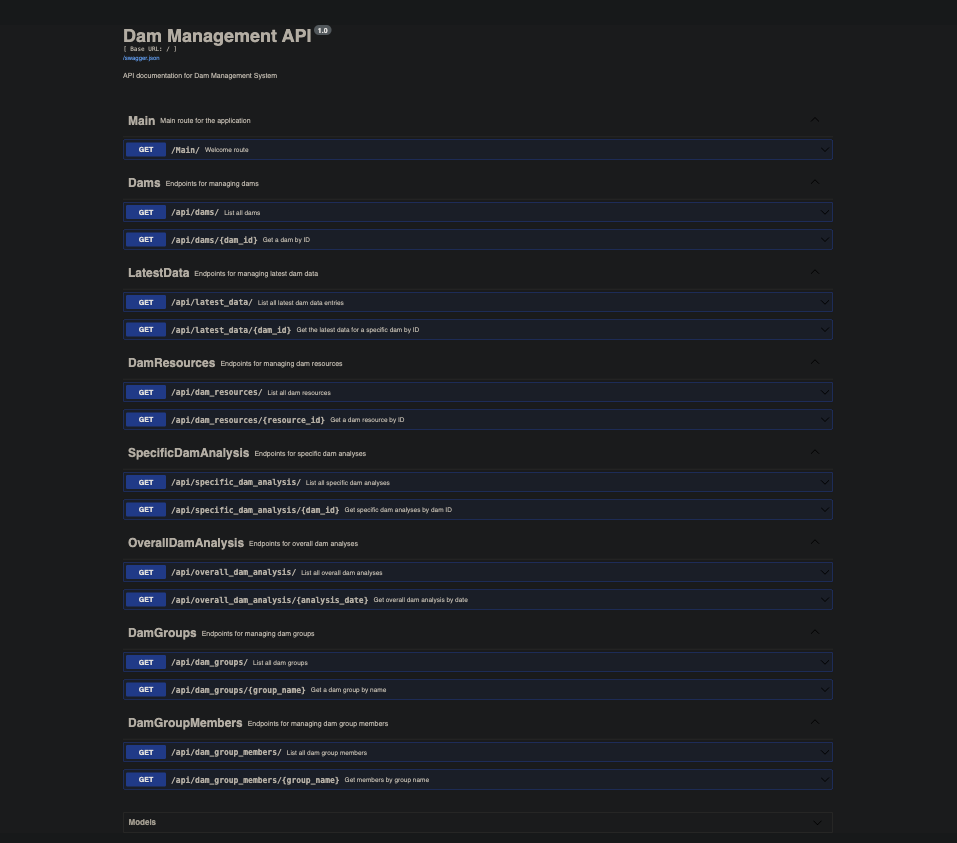 Dam Management API 1.0
[ Base URL: / ]
/swagger.json
API documentation for Dam Management System
Main Main route for the application
GET /Main/ Welcome route
Dams Endpoints for managing dams
GET /api/dams/ List all dams
GET /api/dams/{dam_id} Get a dam by ID
LatestData Endpoints for managing latest dam data
GET /api/latest_data/ List all latest dam data entries
GET /api/latest_data/{dam_id} Get the latest data for a specific dam by ID
DamResources Endpoints for managing dam resources
GET /api/dam_resources/ List all dam resources
GET /api/dam_resources/{resource_id} Get a dam resource by ID
SpecificDamAnalysis Endpoints for specific dam analyses
GET /api/specific_dam_analysis/ List all specific dam analyses
GET /api/specific_dam_analysis/{dam_id} Get specific dam analyses by dam ID
OverallDamAnalysis Endpoints for overall dam analyses
GET /api/overall_dam_analysis/ List all overall dam analyses
GET /api/overall_dam_analysis/{analysis_date} Get overall dam analysis by date
DamGroups Endpoints for managing dam groups
GET /api/dam_groups/ List all dam groups
GET /api/dam_groups/{group_name} Get a dam group by name
DamGroupMembers Endpoints for managing dam group members
GET /api/dam_group_members/ List all dam group members
GET /api/dam_group_members/{group_name} Get members by group name
Models